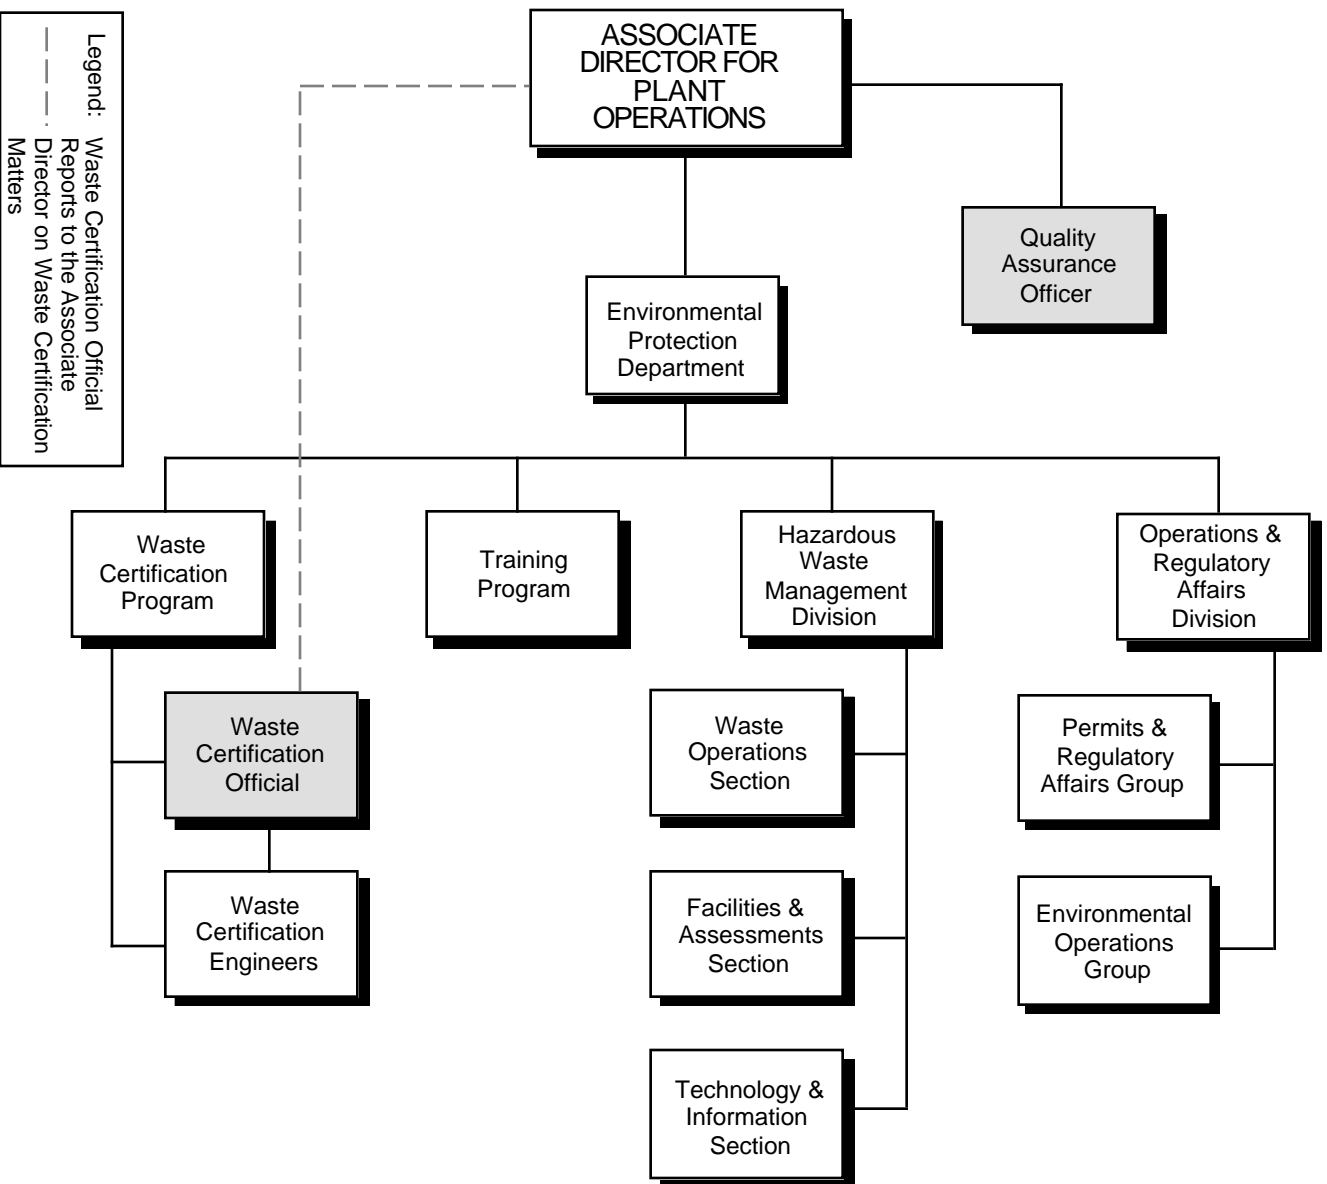 Legend: Waste Certification Official
Reports to the Associate
Director on Waste Certification
Matters
ASSOCIATE
DIRECTOR FOR
PLANT
OPERATIONS
Quality
Assurance
Officer
Environmental
Protection
Department
Waste
Certification
Program
Training
Program
Hazardous
Waste
Management
Division
Operations &
Regulatory
Affairs
Division
Waste
Certification
Official
Waste
Operations
Section
Permits &
Regulatory
Affairs Group
Waste
Certification
Engineers
Facilities &
Assessments
Section
Environmental
Operations
Group
Technology &
Information
Section